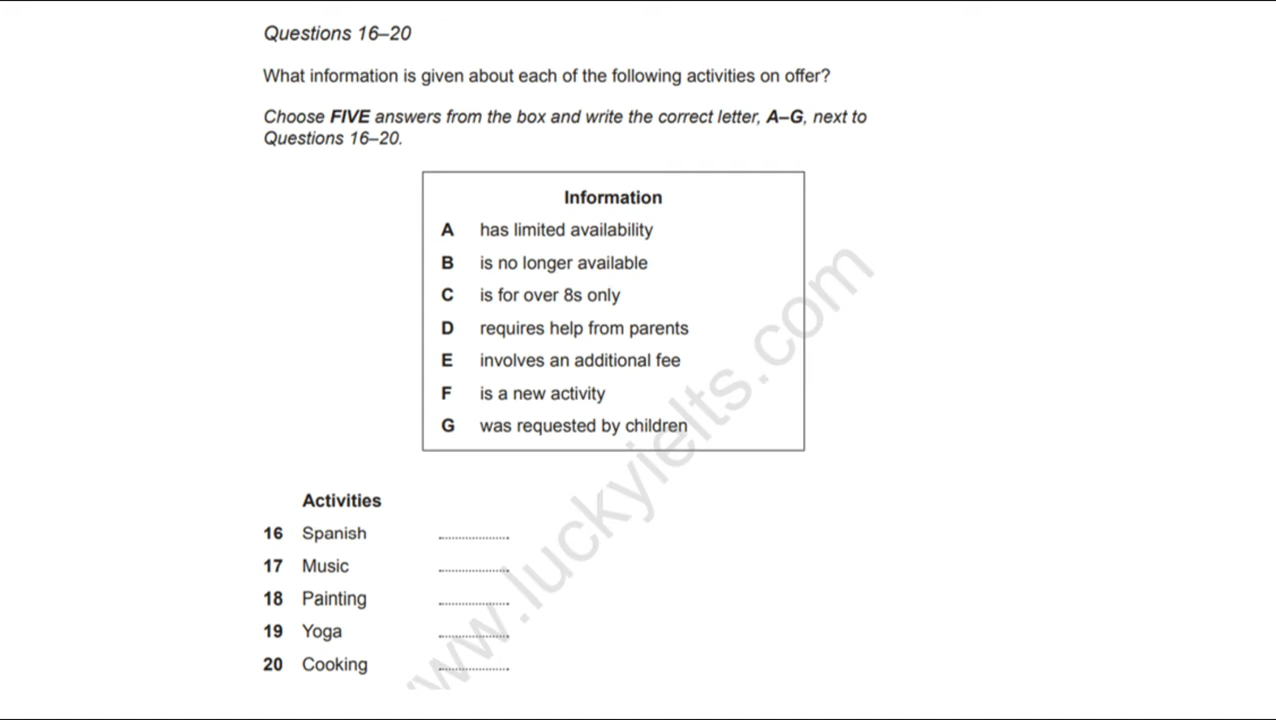 Questions 16–20
What information is given about each of the following activities on offer?
Choose FIVE answers from the box and write the correct letter, A–G, next to
Questions 16–20.
Information
A has limited availability
B is no longer available
C is for over 8s only
D requires help from parents
E involves an additional fee
F is a new activity
G was requested by children
Activities
16 Spanish ....................
17 Music ....................
18 Painting ....................
19 Yoga ....................
20 Cooking ....................
www.luckyielts.com